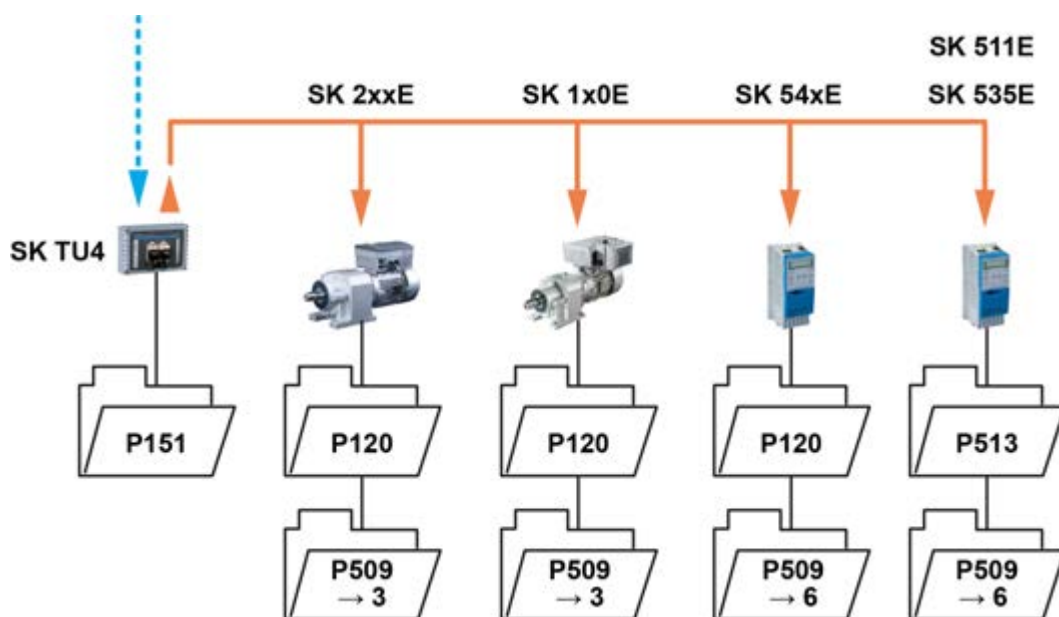 SK 511E
SK 2xxE SK 1x0E SK 54xE SK 535E
SK TU4
P151 P120 P120 P120 P513
P509 P509 P509 P509
→ 3 → 3 → 6 → 6